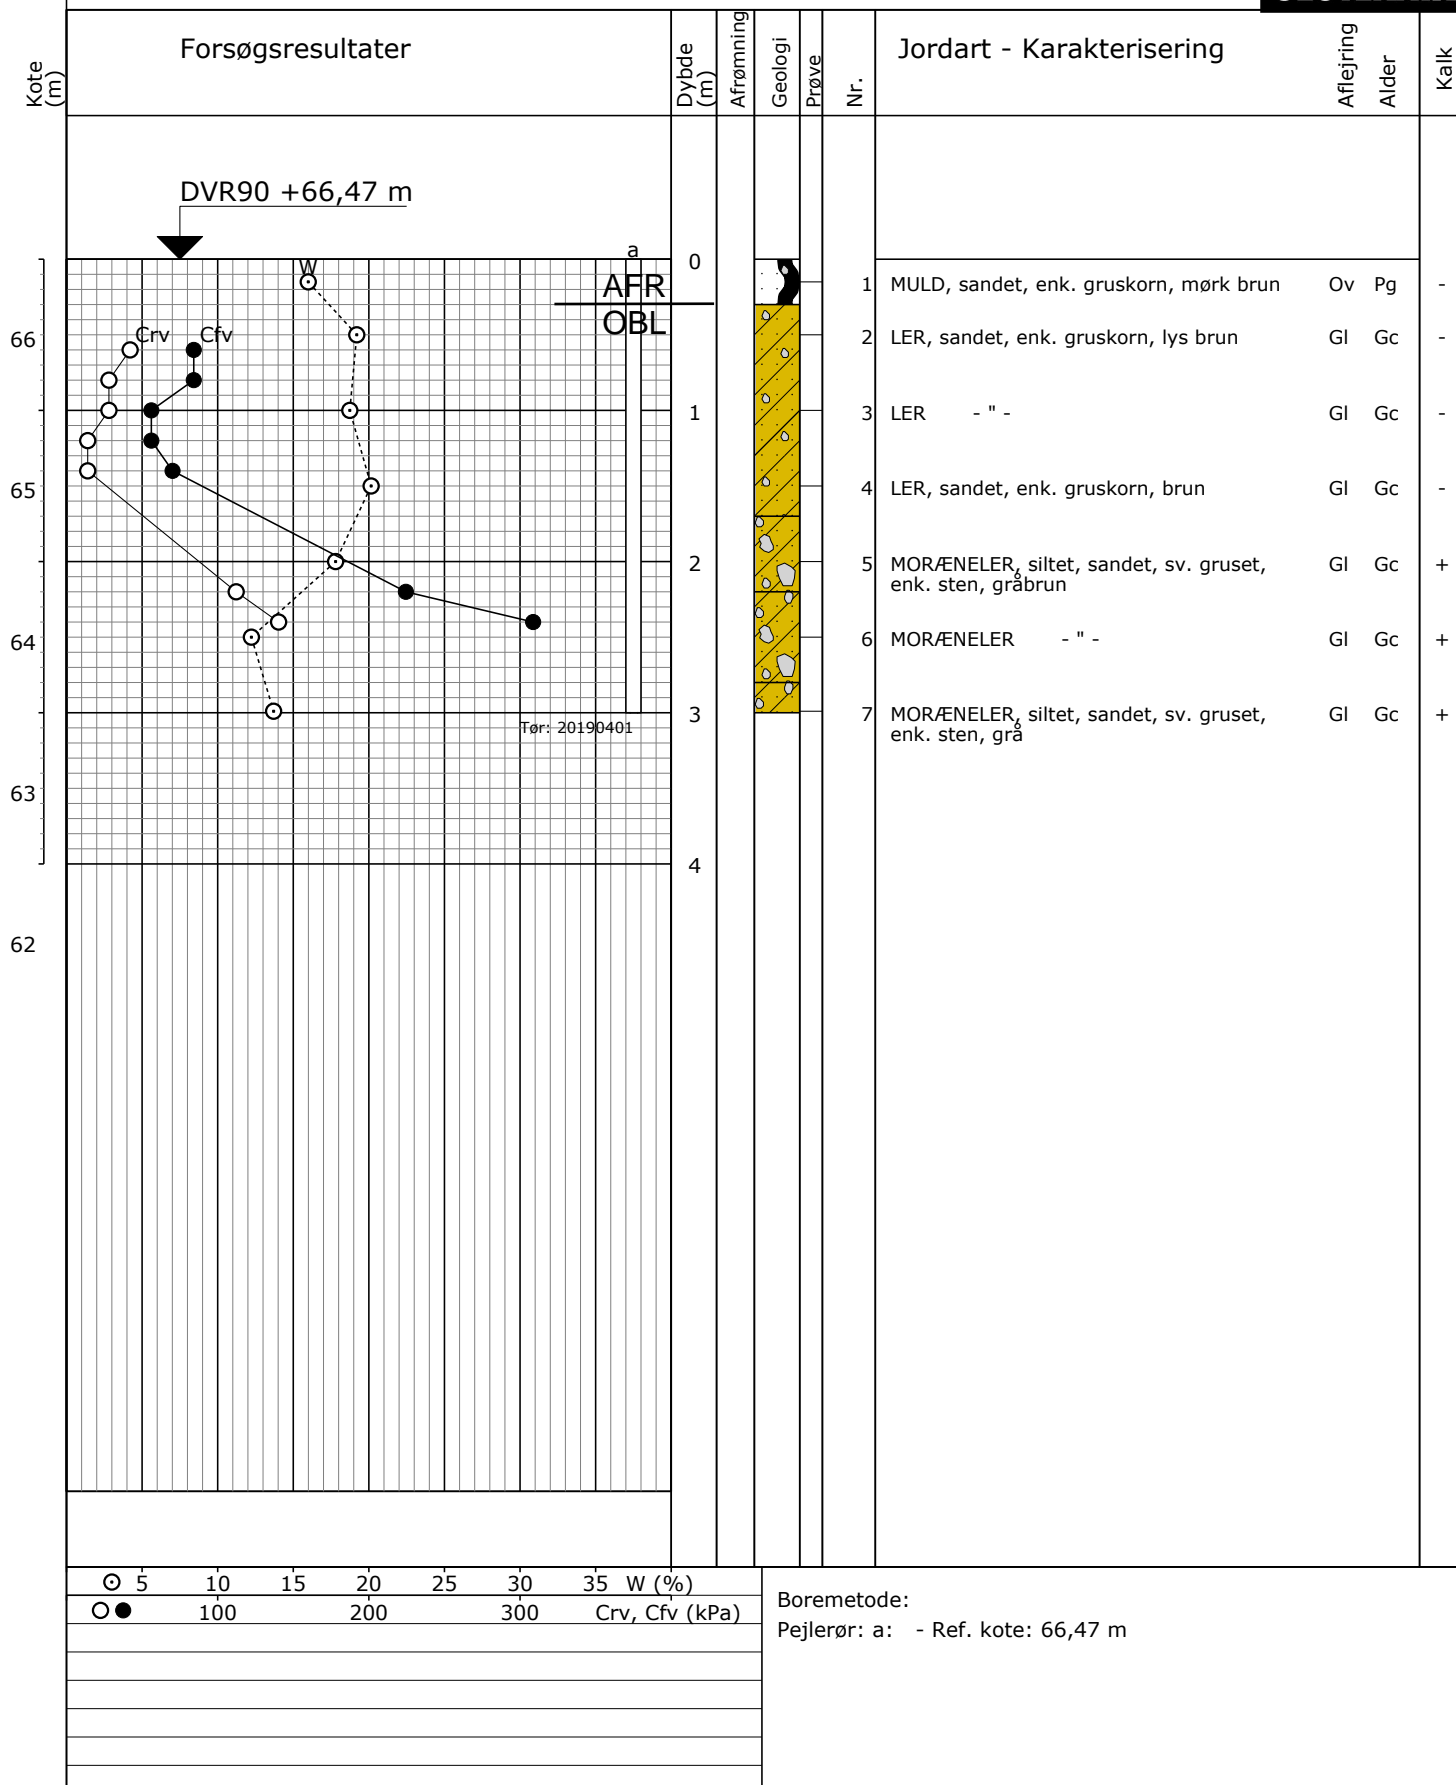 Kote (m)
Forsøgsresultater
Dybde (m)
Afrømning
Geologi
Prøve
Nr.
Jordart - Karakterisering
Aflejring
Alder
Kalk
DVR90 +66,47 m
a
0
W
AFR
1 MULD, sandet, enk. gruskorn, mørk brun Ov Pg -
OBL
66
Crv Cfv
2 LER, sandet, enk. gruskorn, lys brun Gl Gc -
1
3 LER - " - Gl Gc -
65
4 LER, sandet, enk. gruskorn, brun Gl Gc -
2
5 MORÆNELER, siltet, sandet, sv. gruset, Gl Gc +
enk. sten, gråbrun
64
6 MORÆNELER - " - Gl Gc +
3
7 MORÆNELER, siltet, sandet, sv. gruset, Gl Gc +
enk. sten, grå
Tør: 20190401
63
4
62
5 10 15 20 25 30 35 W (%)
100 200 300 Crv, Cfv (kPa)
Boremetode:
Pejlerør: a: - Ref. kote: 66,47 m